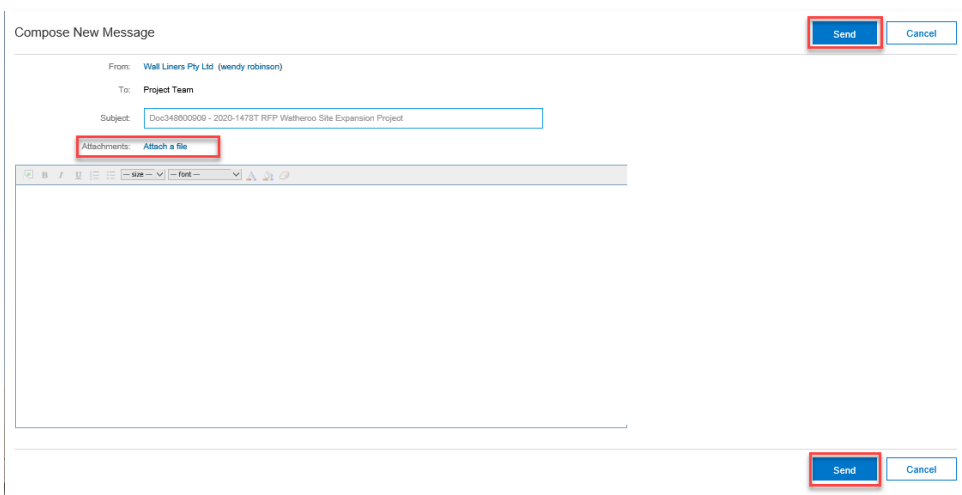 Compose New Message
Send
Cancel
From: Wall Liners Pty Ltd (wendy robinson)
To: Project Team
Subject: Doc348600909 - 2020-1478T RFP Watheroo Site Expansion Project
Attachments: Attach a file
B I U — size — — font —
Send
Cancel